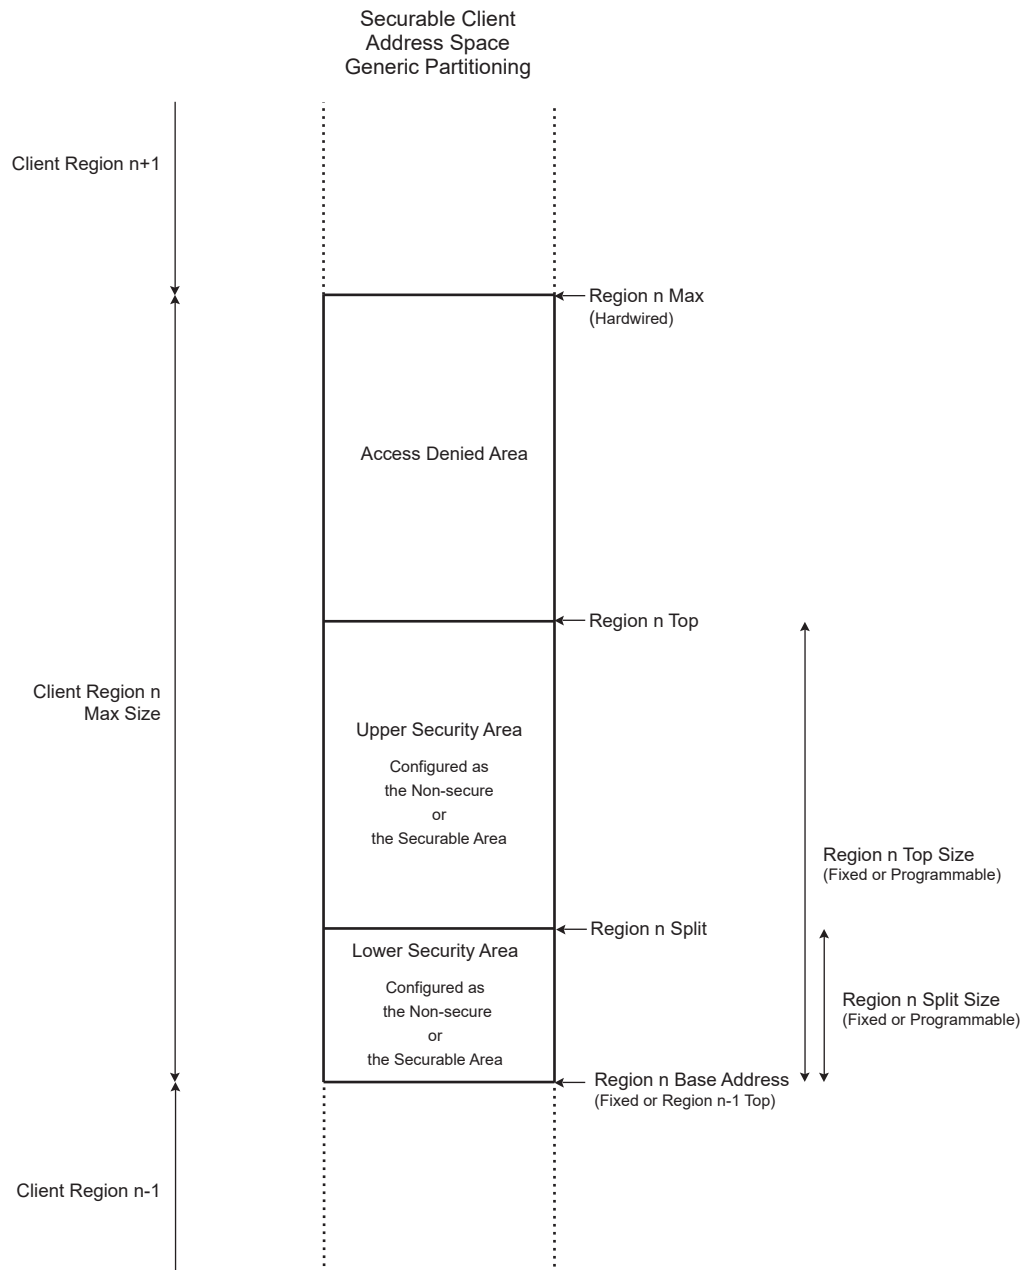 Securable Client
Address Space
Generic Partitioning
Client Region n+1
Region n Max
(Hardwired)
Access Denied Area
Region n Top
Client Region n
Max Size
Upper Security Area
Configured as
the Non-secure
or
the Securable Area
Region n Top Size
(Fixed or Programmable)
Region n Split
Lower Security Area
Configured as
the Non-secure
or
the Securable Area
Region n Split Size
(Fixed or Programmable)
Region n Base Address
(Fixed or Region n-1 Top)
Client Region n-1